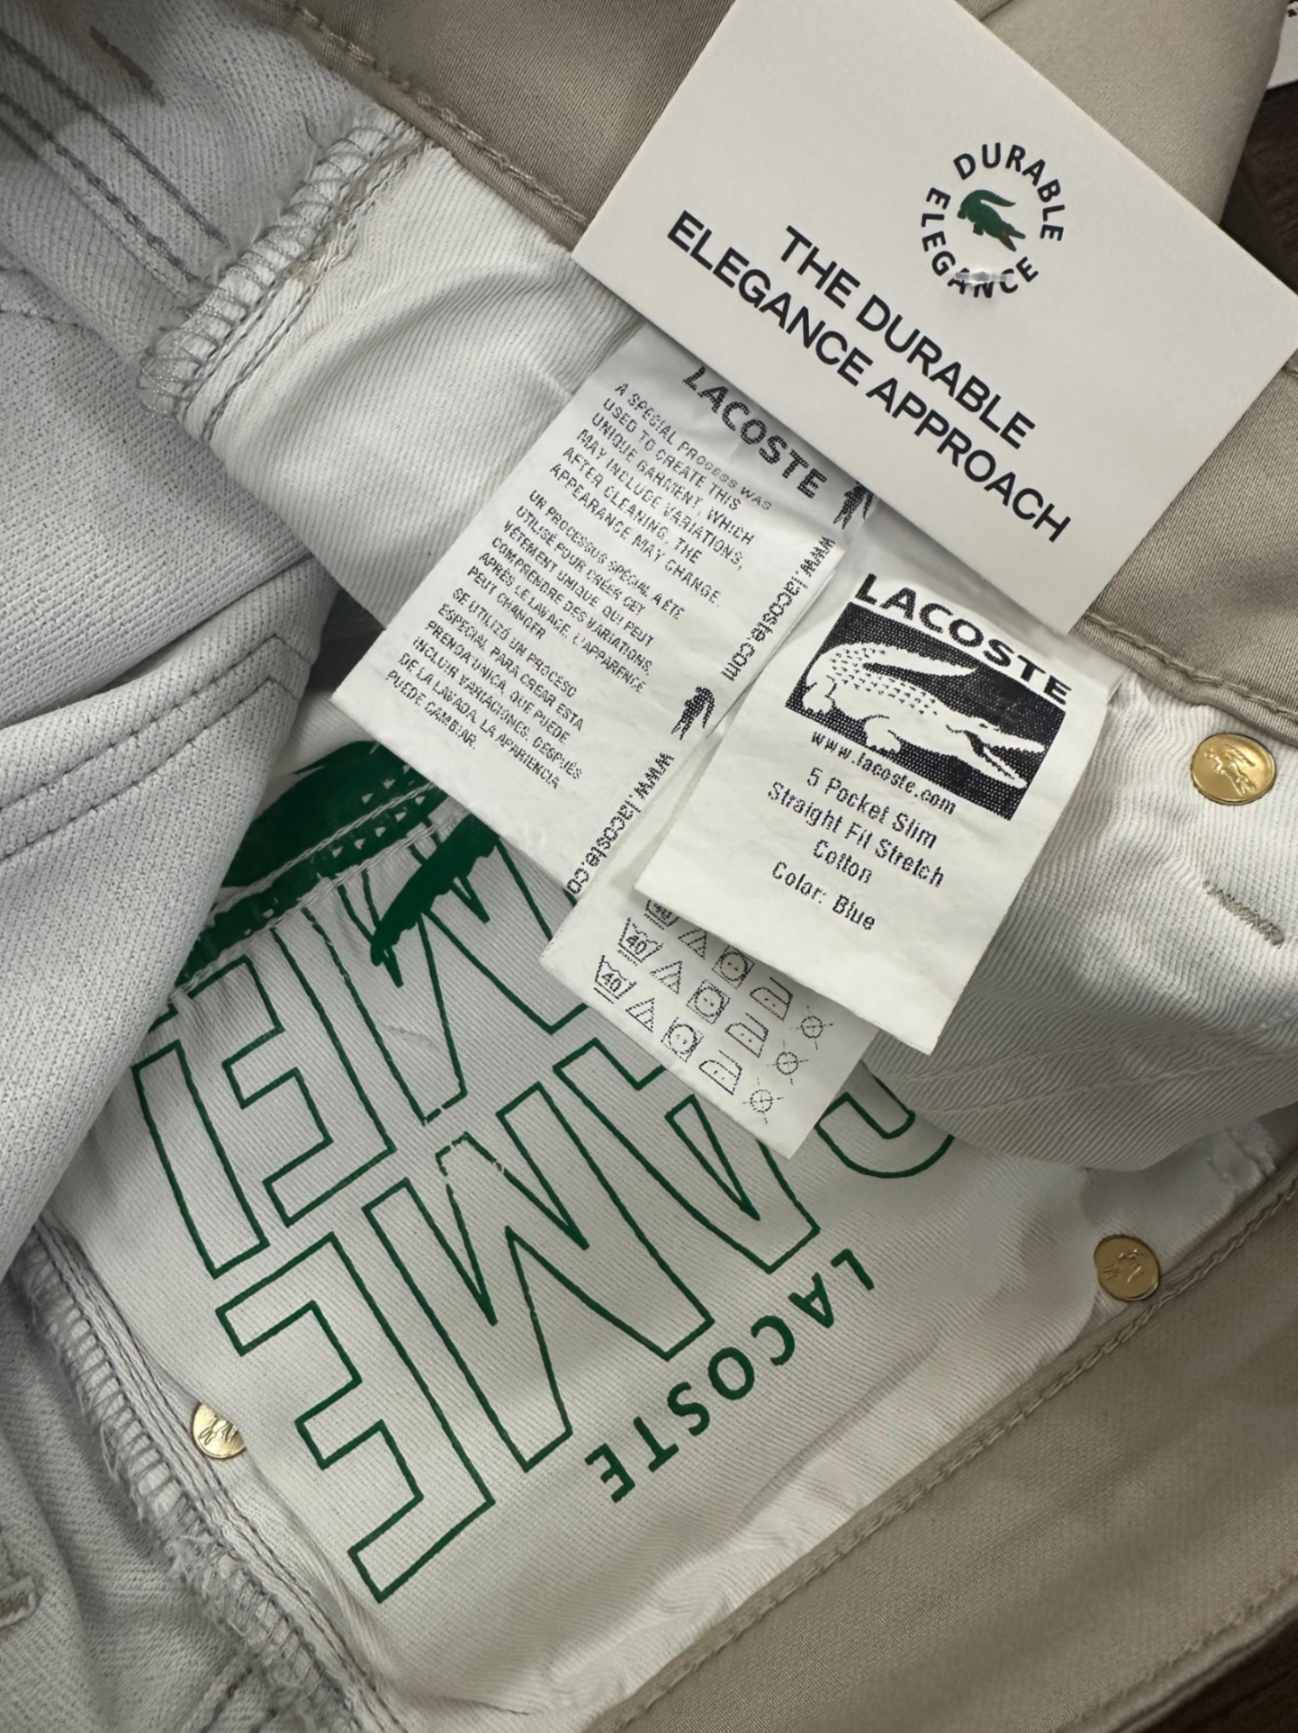 DURABLE
ELEGANCE
THE DURABLE
ELEGANCE APPROACH
LACOSTE
A SPECIAL PROCESS WAS
USED TO CREATE THIS
UNIQUE GARMENT, WHICH
MAY INCLUDE VARIATIONS,
AFTER CLEANING, THE
APPEARANCE MAY CHANGE.
UN PROCESSUS SPÉCIAL A ÉTÉ
UTILISÉ POUR CRÉER CET
VÊTEMENT UNIQUE, QUI PEUT
COMPRENDRE DES VARIATIONS,
APRÈS LE LAVAGE, L'APPARENCE
PEUT CHANGER
SE UTILIZÓ UN PROCESO
ESPECIAL PARA CREAR ESTA
PRENDA UNICA, QUE PUEDE
INCLUIR VARIACIONES, DESPUÉS
DE LA LAVADA, LA APARIENCIA
PUEDE CAMBIAR.
www.lacoste.com
www.lacoste.co
LACOSTE
www.lacoste.com
5 Pocket Slim
Straight Fit Stretch
Cotton
Color: Blue
40
40
40
LACOSTE